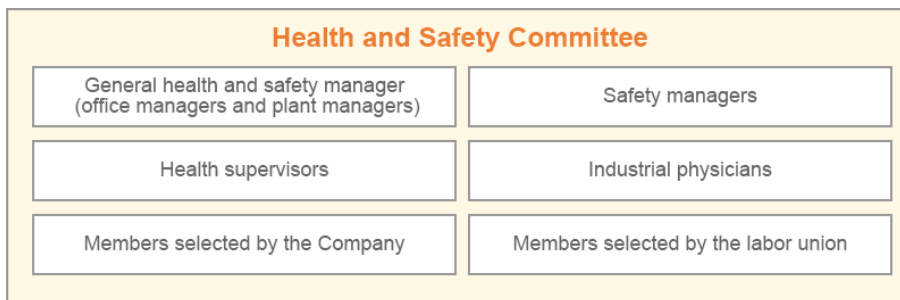 Health and Safety Committee
General health and safety manager
(office managers and plant managers)
Safety managers
Health supervisors
Industrial physicians
Members selected by the Company
Members selected by the labor union